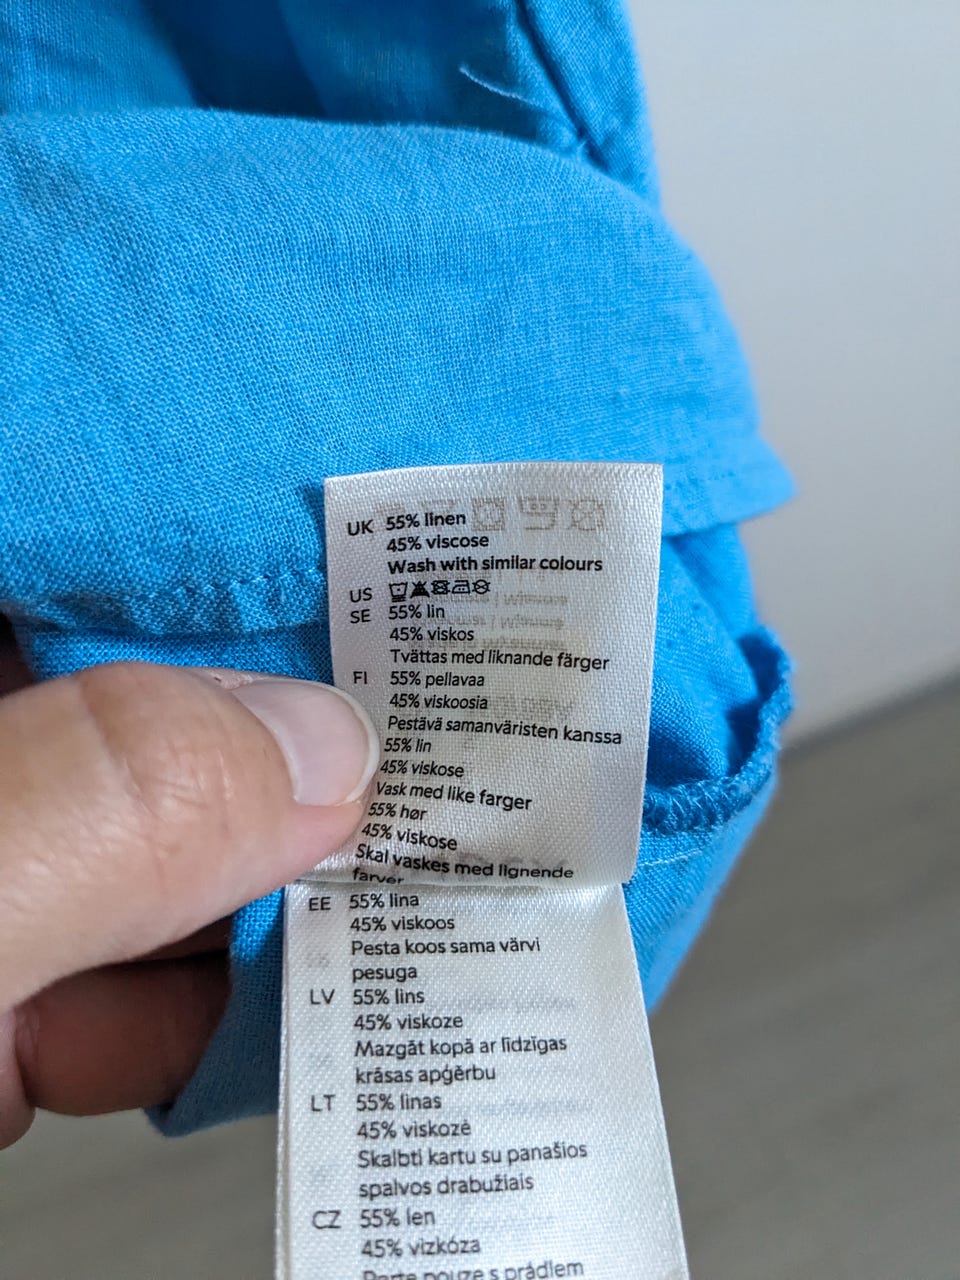 UK 55% linen
45% viscose
Wash with similar colours
US
SE 55% lin
45% viskos
Tvättas med liknande färger
FI 55% pellavaa
45% viskoosia
Pestävä samanväristen kanssa
55% lin
45% viskose
Vask med like farger
55% hør
45% viskose
Skal vaskes med lignende
farver
EE 55% lina
45% viskoos
Pesta koos sama värvi
pesuga
LV 55% lins
45% viskoze
Mazgāt kopā ar līdzīgas
krāsas apģērbu
LT 55% linas
45% viskozė
Skalbti kartu su panašios
spalvos drabužiais
CZ 55% len
45% vizkóza
Perte pouze s prádlem